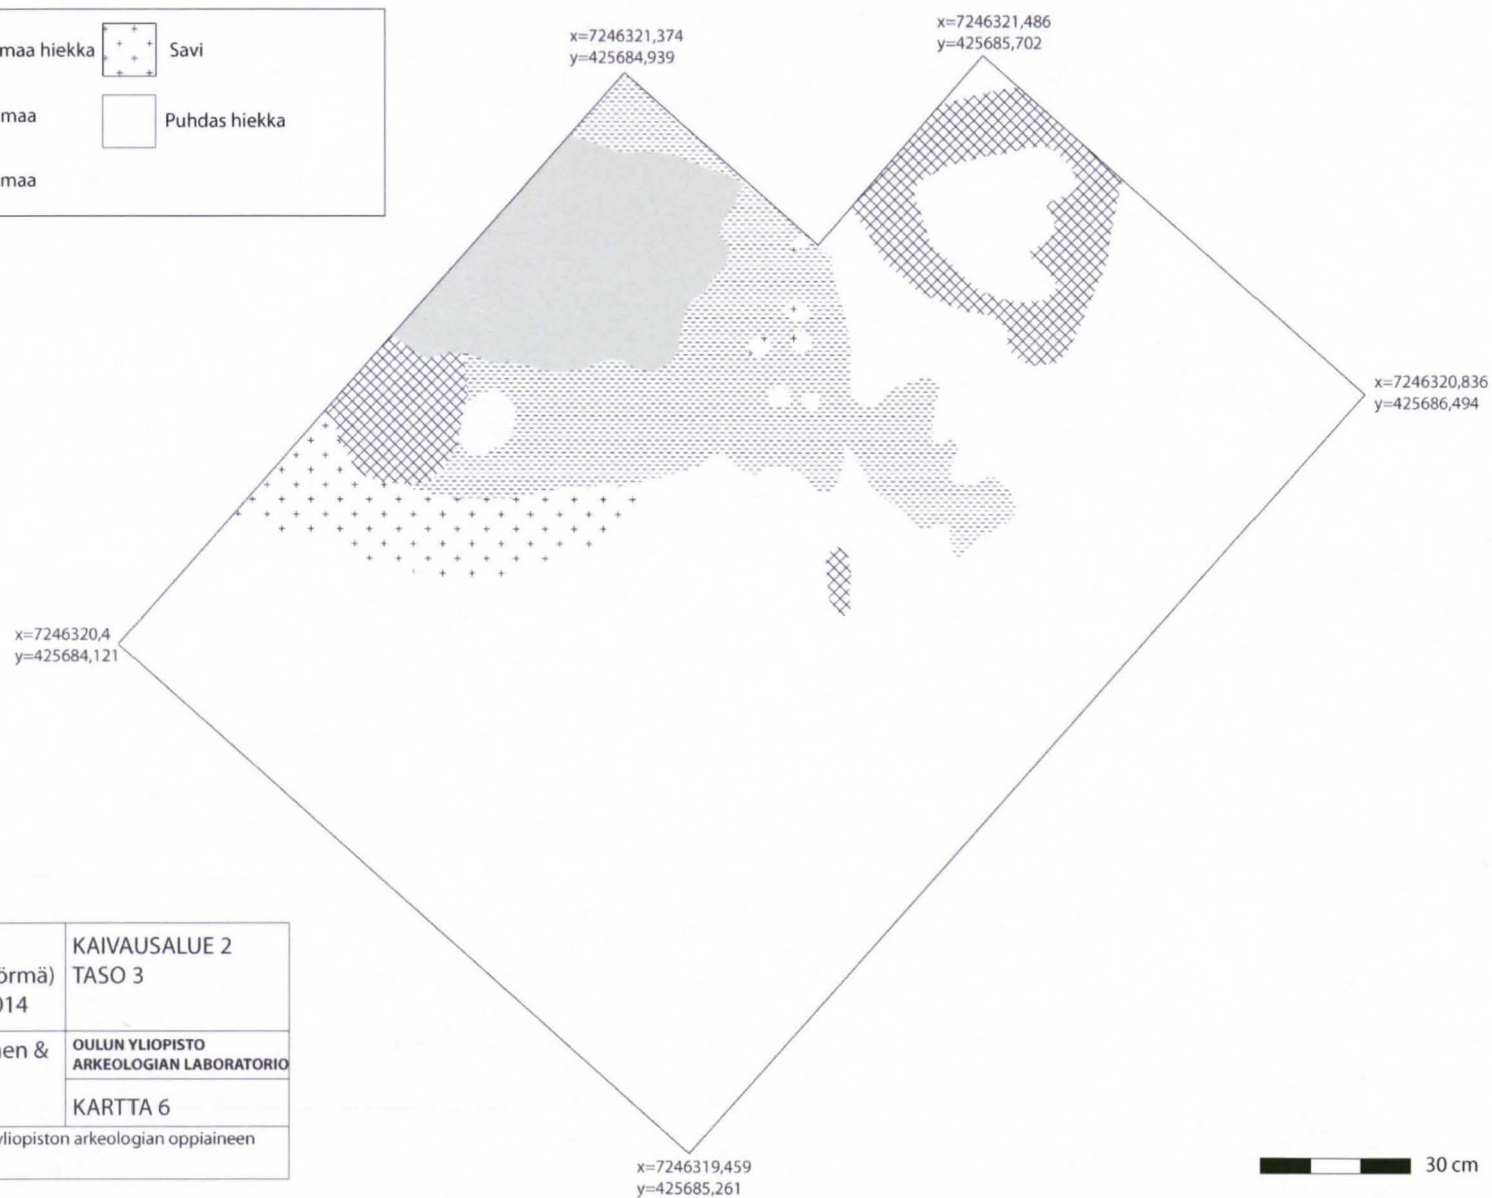 maa hiekka
Savi
maa
Puhdas hiekka
maa
x=7246321,374
y=425684,939
x=7246321,486
y=425685,702
x=7246320,836
y=425686,494
x=7246320,4
y=425684,121
x=7246319,459
y=425685,261
örmä)
014
KAIVAUSALUE 2
TASO 3
en &
OULUN YLIOPISTO
ARKEOLOGIAN LABORATORIO
KARTTA 6
yliopiston arkeologian oppiaineen
30 cm